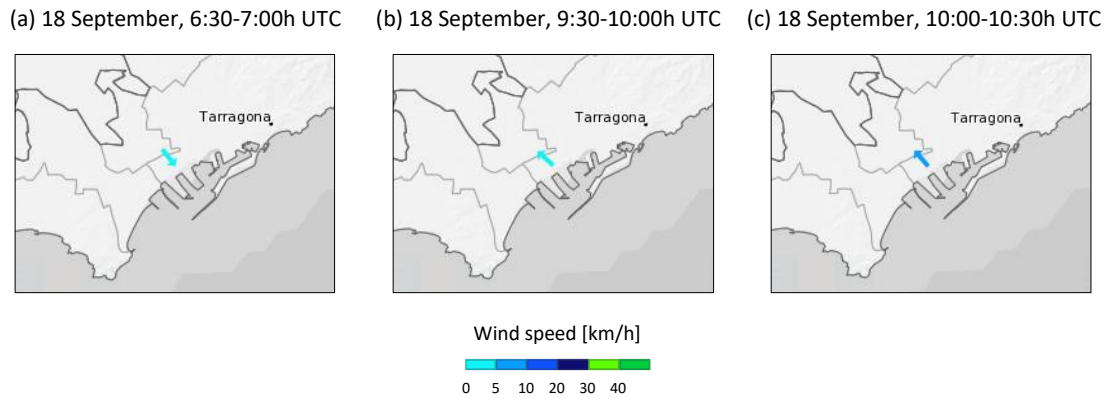 (a) 18 September, 6:30-7:00h UTC
(b) 18 September, 9:30-10:00h UTC
(c) 18 September, 10:00-10:30h UTC
Tarragona
Tarragona
Tarragona
Wind speed [km/h]
0 5 10 20 30 40